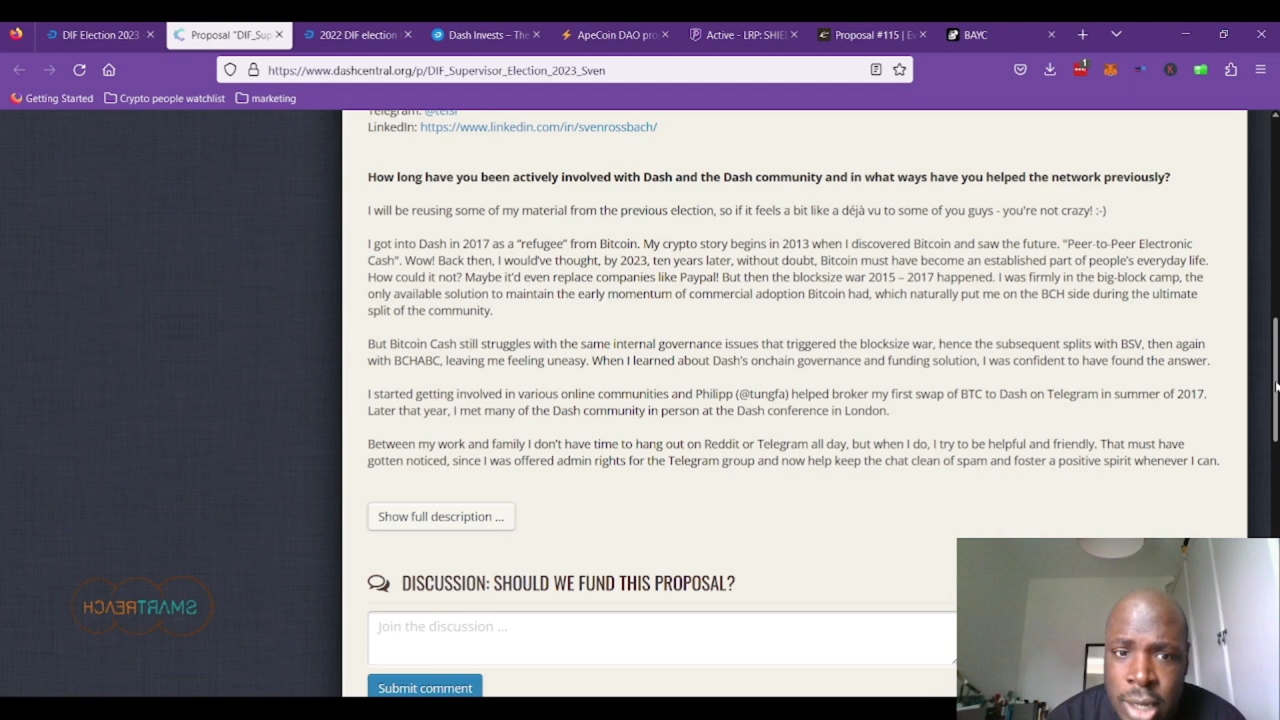 DIF Election 2023
Proposal "DIF_Sup
2022 DIF election
Dash Invests – The
ApeCoin DAO pro
Active - LRP: SHIE
Proposal #115 | E
BAYC
https://www.dashcentral.org/p/DIF_Supervisor_Election_2023_Sven
1
Getting Started
Crypto people watchlist
marketing
Telegram: @telsi
LinkedIn: https://www.linkedin.com/in/svenrossbach/
How long have you been actively involved with Dash and the Dash community and in what ways have you helped the network previously?
I will be reusing some of my material from the previous election, so if it feels a bit like a déjà vu to some of you guys - you're not crazy! :-)
I got into Dash in 2017 as a “refugee” from Bitcoin. My crypto story begins in 2013 when I discovered Bitcoin and saw the future. "Peer-to-Peer Electronic
Cash". Wow! Back then, I would’ve thought, by 2023, ten years later, without doubt, Bitcoin must have become an established part of people’s everyday life.
How could it not? Maybe it’d even replace companies like Paypal! But then the blocksize war 2015 – 2017 happened. I was firmly in the big-block camp, the
only available solution to maintain the early momentum of commercial adoption Bitcoin had, which naturally put me on the BCH side during the ultimate
split of the community.
But Bitcoin Cash still struggles with the same internal governance issues that triggered the blocksize war, hence the subsequent splits with BSV, then again
with BCHABC, leaving me feeling uneasy. When I learned about Dash’s onchain governance and funding solution, I was confident to have found the answer.
I started getting involved in various online communities and Philipp (@tungfa) helped broker my first swap of BTC to Dash on Telegram in summer of 2017.
Later that year, I met many of the Dash community in person at the Dash conference in London.
Between my work and family I don’t have time to hang out on Reddit or Telegram all day, but when I do, I try to be helpful and friendly. That must have
gotten noticed, since I was offered admin rights for the Telegram group and now help keep the chat clean of spam and foster a positive spirit whenever I can.
Show full description ...
DISCUSSION: SHOULD WE FUND THIS PROPOSAL?
Join the discussion ...
Submit comment
SMARTREACH